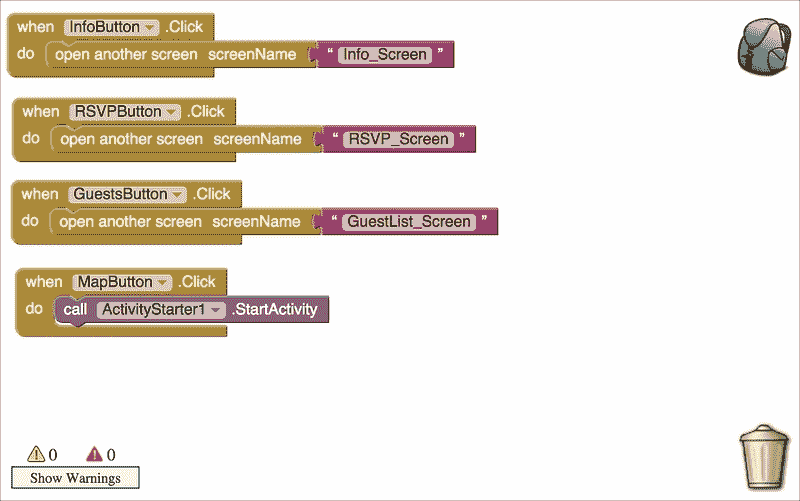 when InfoButton .Click
do open another screen screenName “ Info_Screen ”
when RSVPButton .Click
do open another screen screenName “ RSVP_Screen ”
when GuestsButton .Click
do open another screen screenName “ GuestList_Screen ”
when MapButton .Click
do call ActivityStarter1 .StartActivity
0 0
Show Warnings